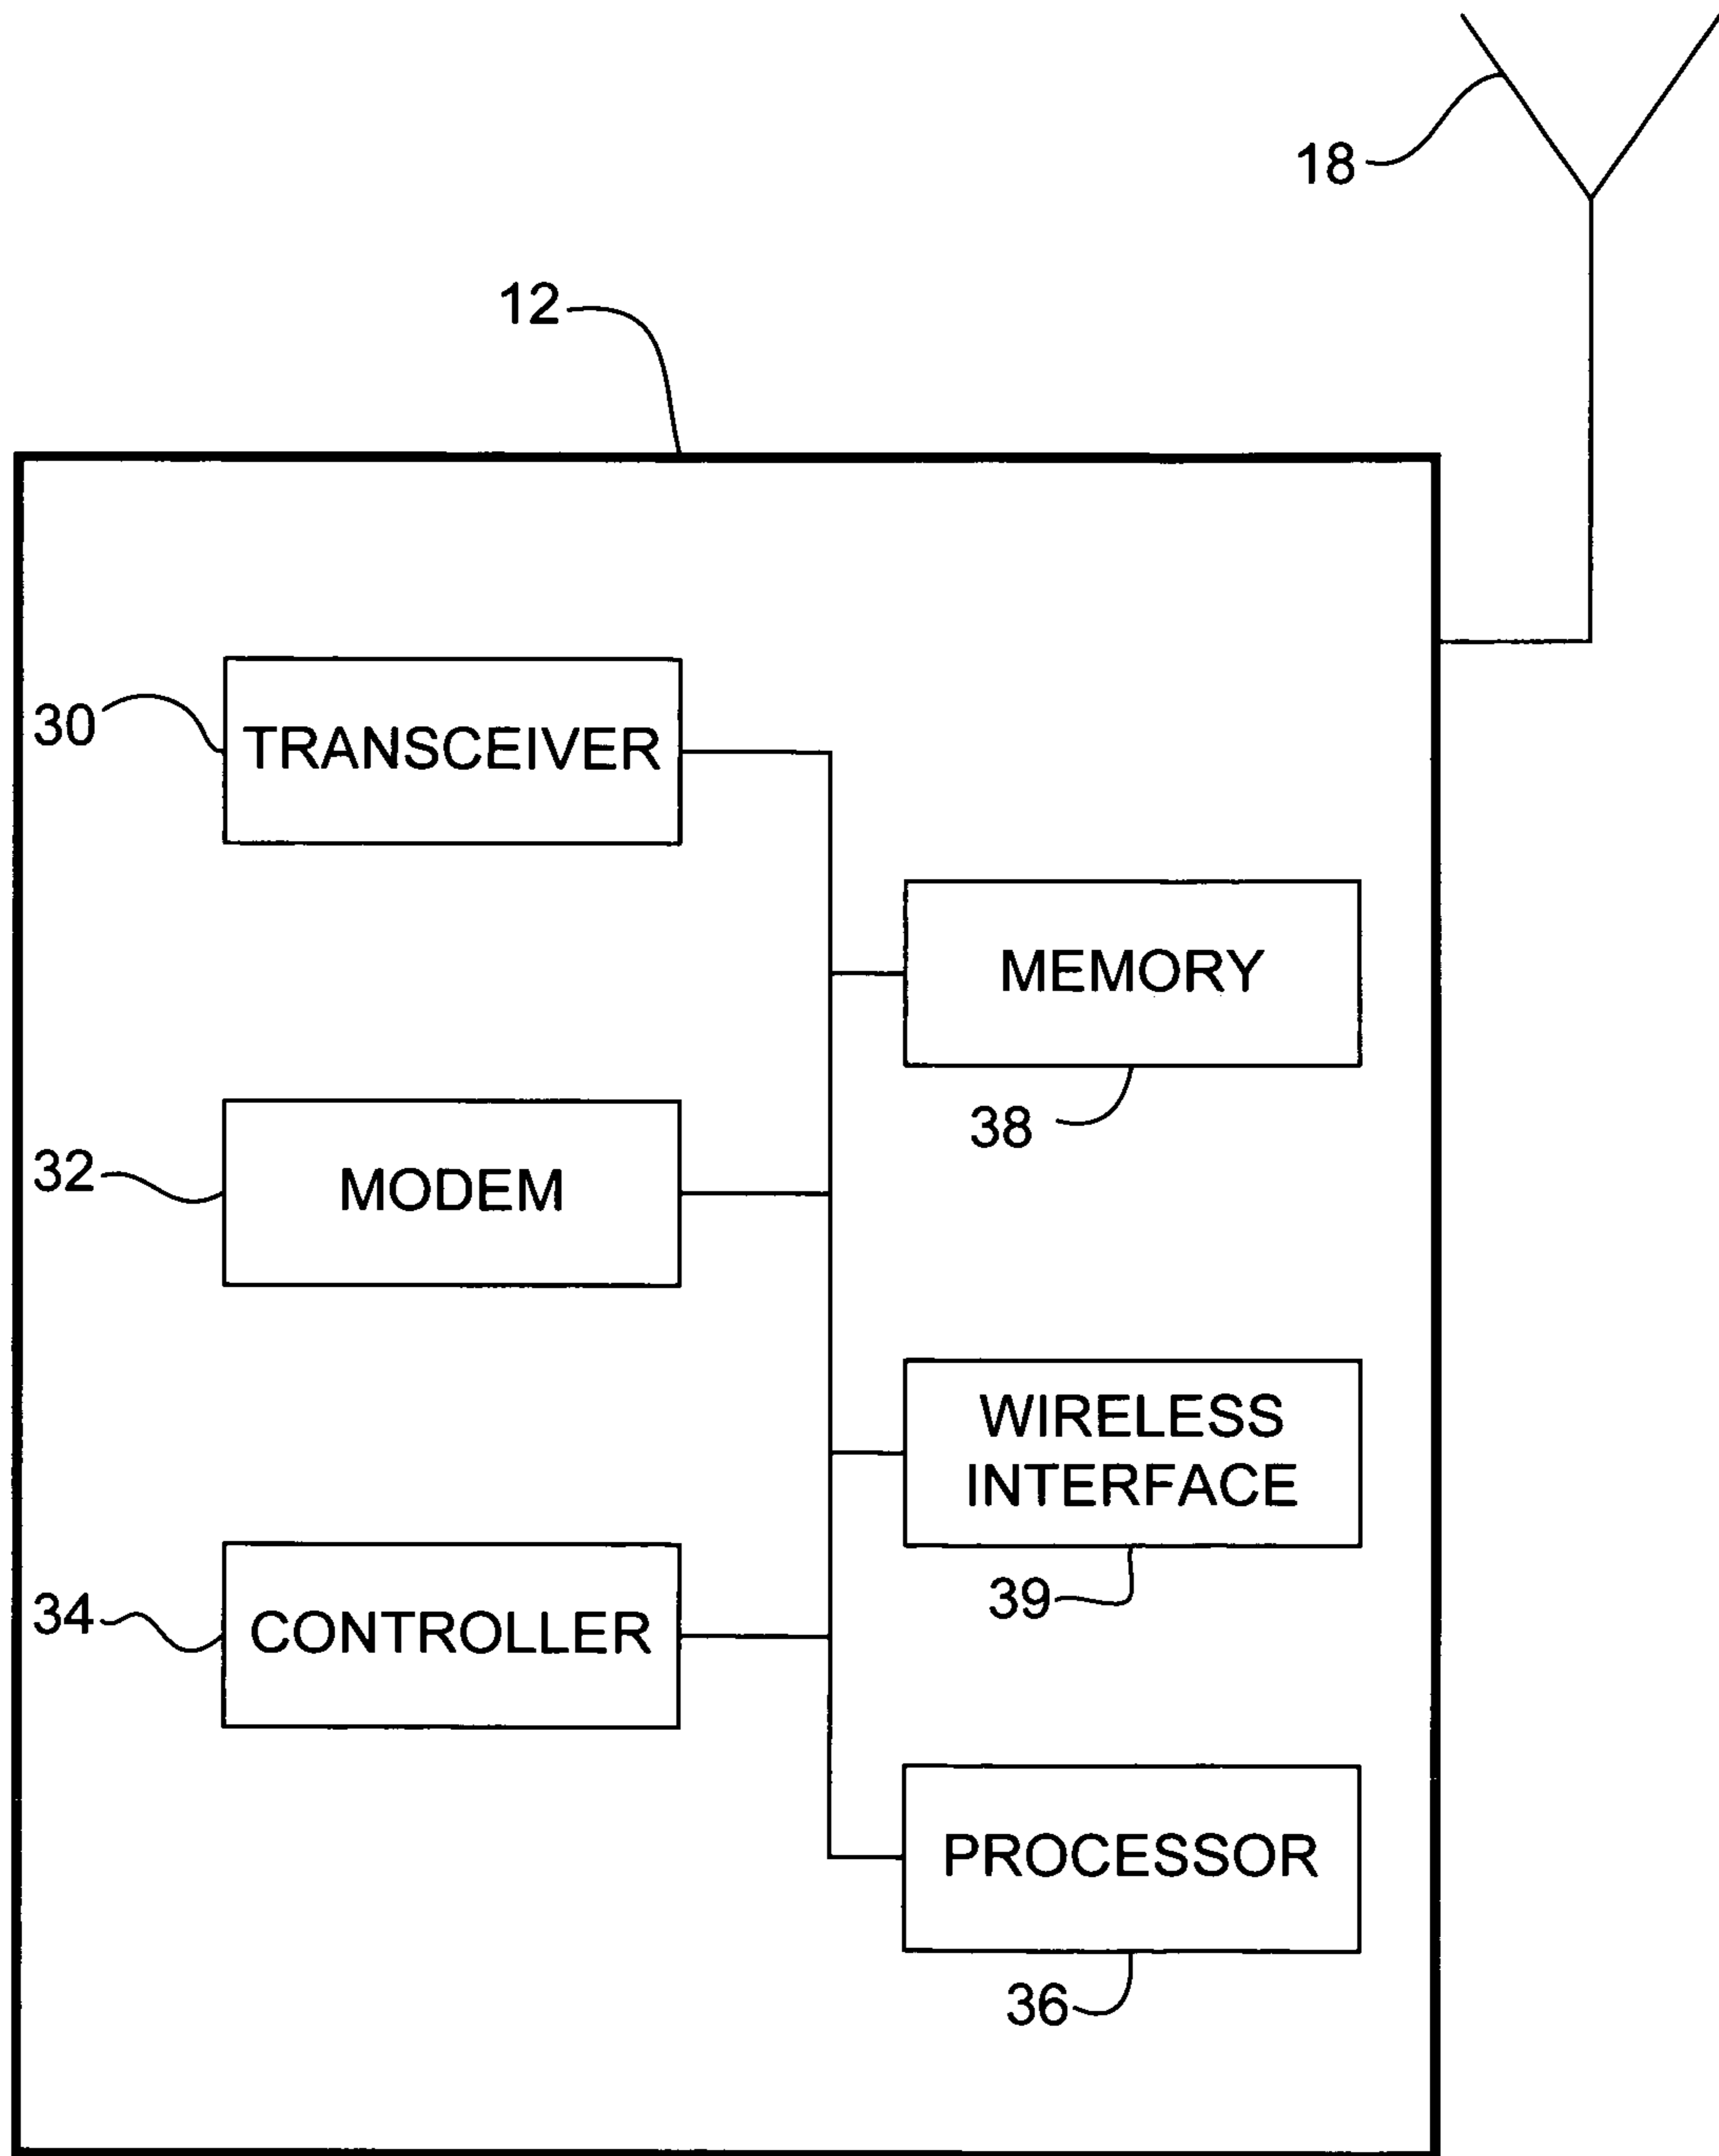 18
12
30
TRANSCEIVER
MEMORY
38
32
MODEM
WIRELESS
INTERFACE
39
34
CONTROLLER
PROCESSOR
36